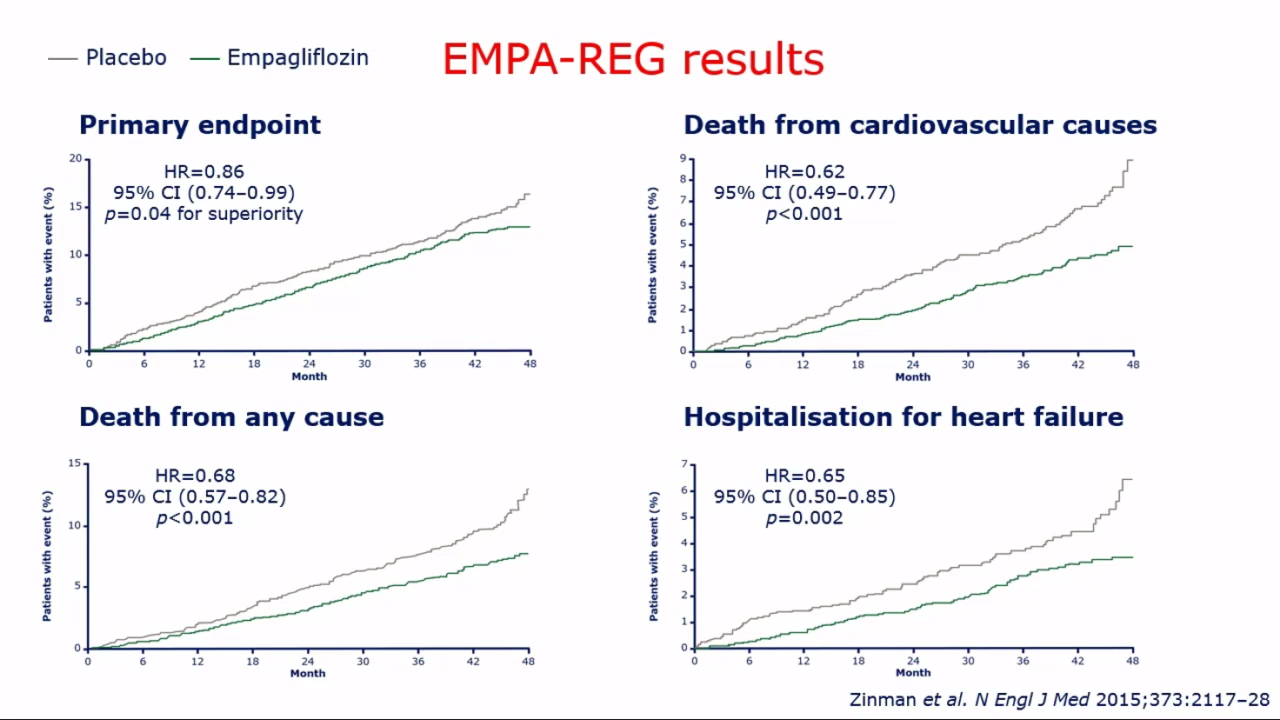 Placebo
Empagliflozin
EMPA-REG results
Primary endpoint
HR=0.86
95% CI (0.74–0.99)
p=0.04 for superiority
Patients with event (%)
20
15
10
5
0
0 6 12 18 24 30 36 42 48
Month
Death from cardiovascular causes
HR=0.62
95% CI (0.49–0.77)
p<0.001
Patients with event (%)
9
8
7
6
5
4
3
2
1
0
0 6 12 18 24 30 36 42 48
Month
Death from any cause
HR=0.68
95% CI (0.57–0.82)
p<0.001
Patients with event (%)
15
10
5
0
0 6 12 18 24 30 36 42 48
Month
Hospitalisation for heart failure
HR=0.65
95% CI (0.50–0.85)
p=0.002
Patients with event (%)
7
6
5
4
3
2
1
0
0 6 12 18 24 30 36 42 48
Month
Zinman et al. N Engl J Med 2015;373:2117–28